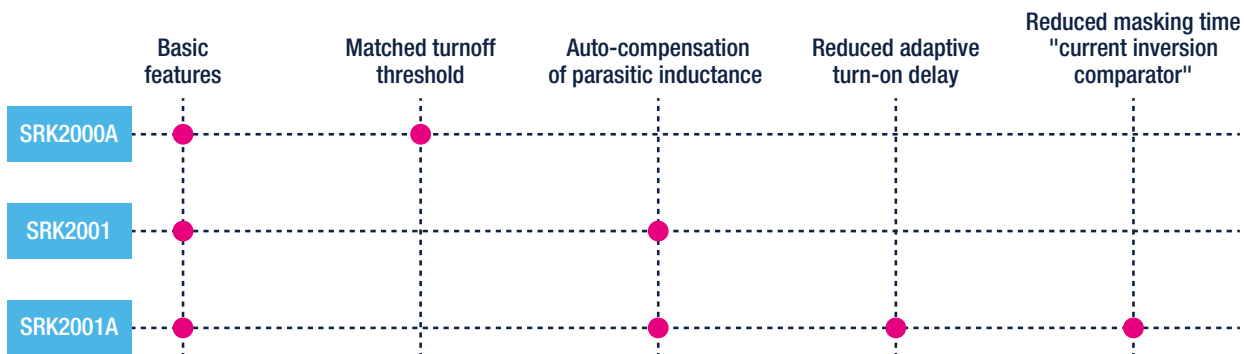 Basic
features
Matched turnoff
threshold
Auto-compensation
of parasitic inductance
Reduced adaptive
turn-on delay
Reduced masking time
"current inversion
comparator"
SRK2000A
SRK2001
SRK2001A